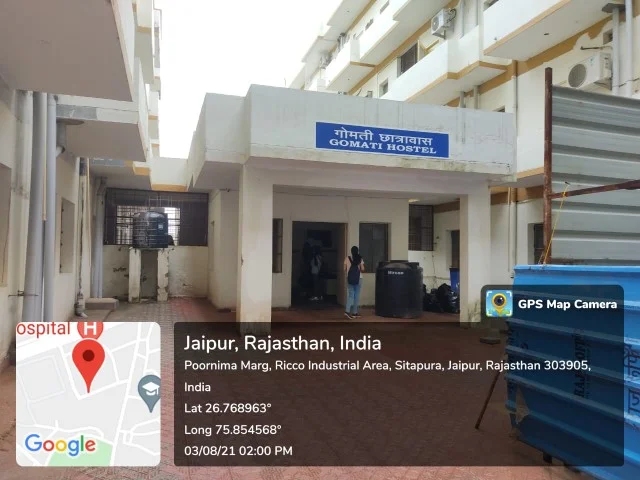 गोमती छात्रावास
GOMATI HOSTEL
GPS Map Camera
ospital H
Google
Jaipur, Rajasthan, India
Poornima Marg, Ricco Industrial Area, Sitapura, Jaipur, Rajasthan 303905,
India
Lat 26.768963°
Long 75.854568°
03/08/21 02:00 PM